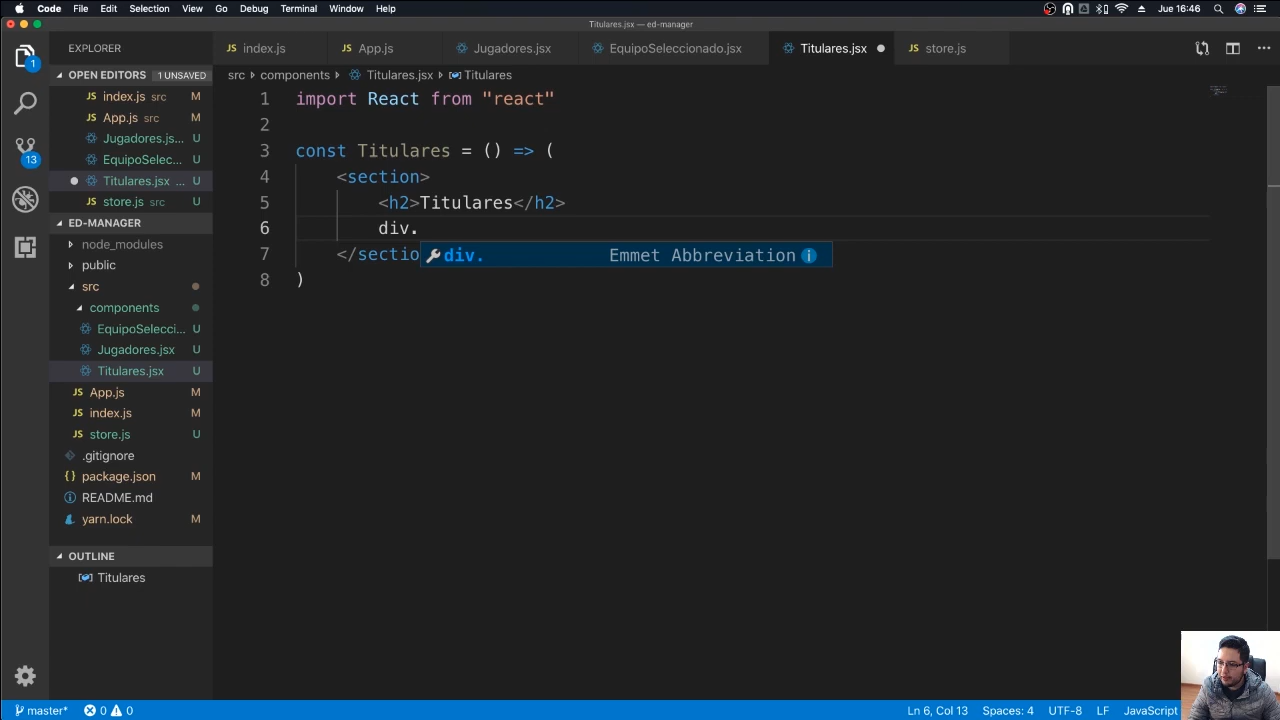 Code File Edit Selection View Go Debug Terminal Window Help Jue 16:46
Titulares.jsx — ed-manager
EXPLORER
index.js App.js Jugadores.jsx EquipoSeleccionado.jsx Titulares.jsx store.js
OPEN EDITORS 1 UNSAVED
src › components › Titulares.jsx › Titulares
index.js src M
App.js src M
Jugadores.js... U
EquipoSelec... U
Titulares.jsx ... U
store.js src U
ED-MANAGER
node_modules
public
src
components
EquipoSelecci... U
Jugadores.jsx U
Titulares.jsx U
App.js M
index.js M
store.js U
.gitignore
package.json M
README.md
yarn.lock M
OUTLINE
Titulares
1
13
1 import React from "react"
2
3 const Titulares = () => (
4 <section>
5 <h2>Titulares</h2>
6 div.
7 </sectio
div. Emmet Abbreviation
8 )
master* 0 0 Ln 6, Col 13 Spaces: 4 UTF-8 LF JavaScript